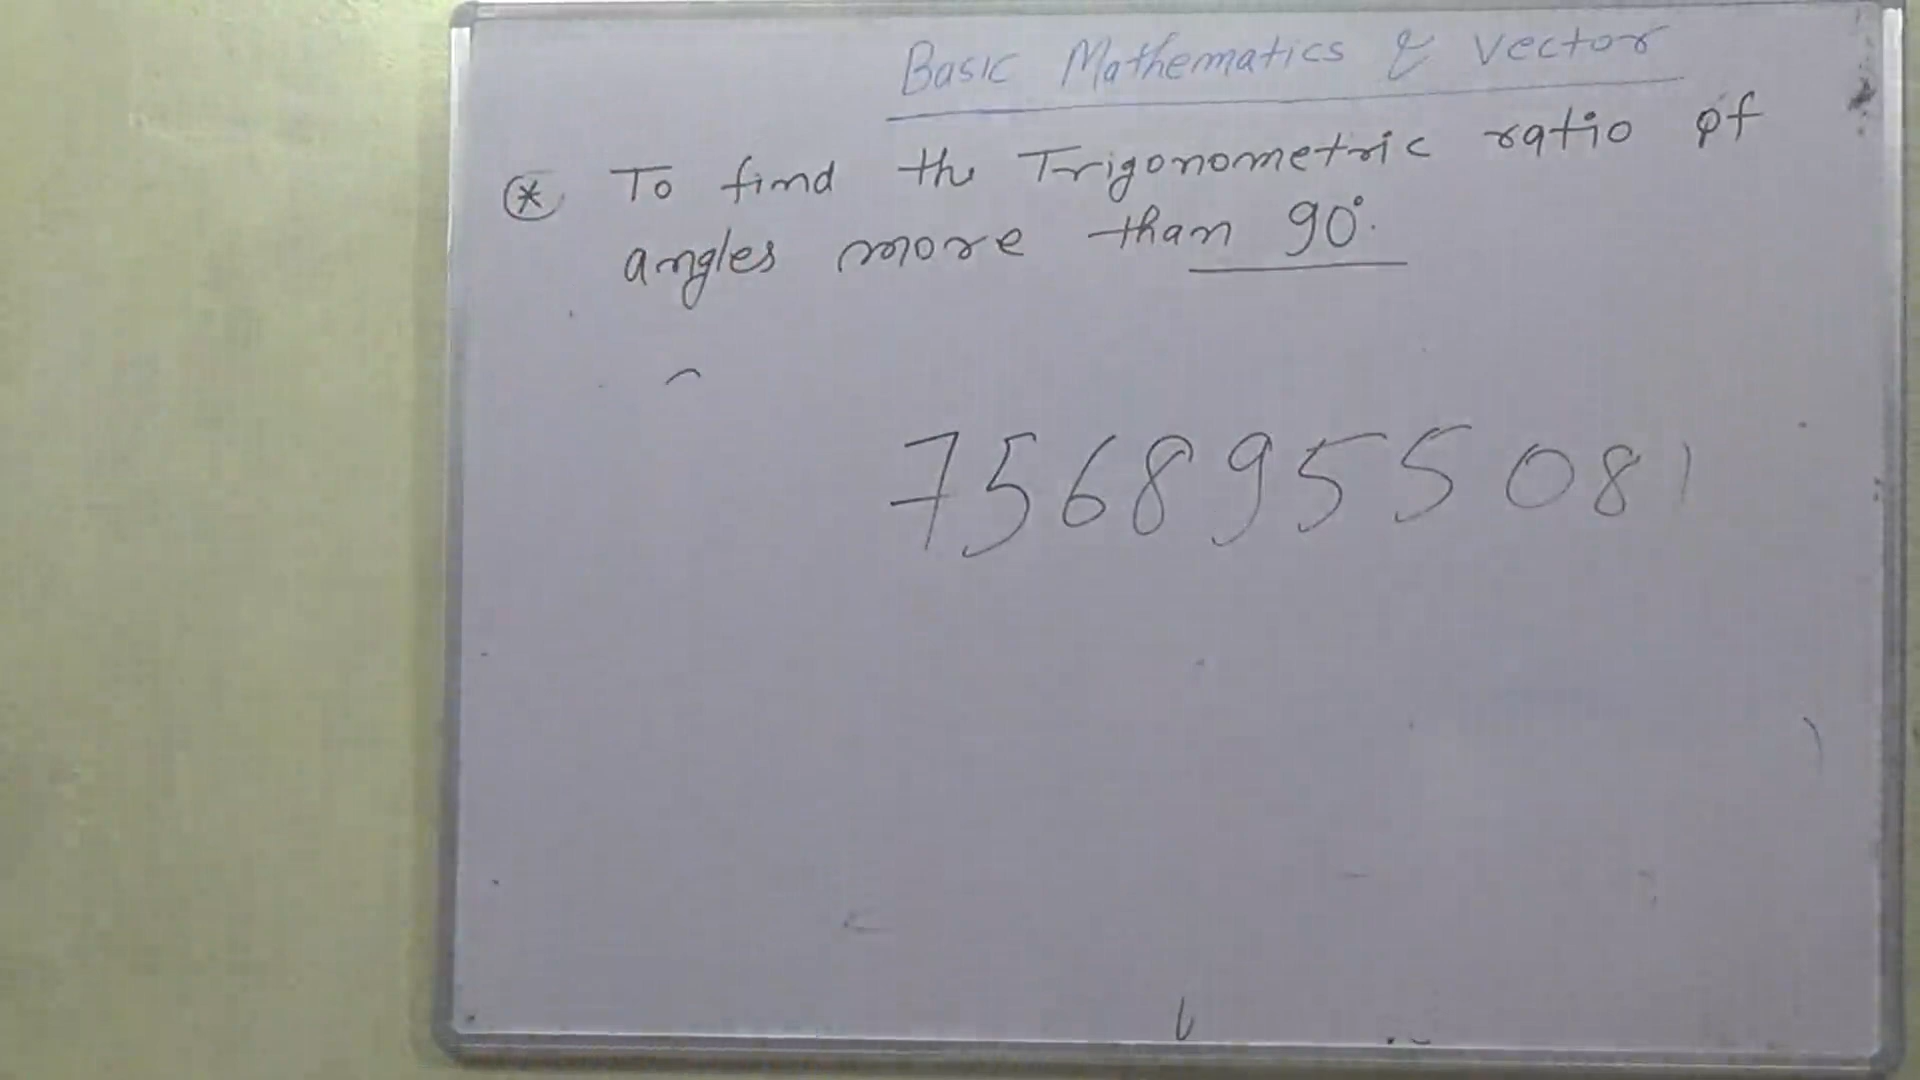 Basic Mathematics & Vector
* To find the Trigonometric ratio of
angles more than 90°.
7568955081